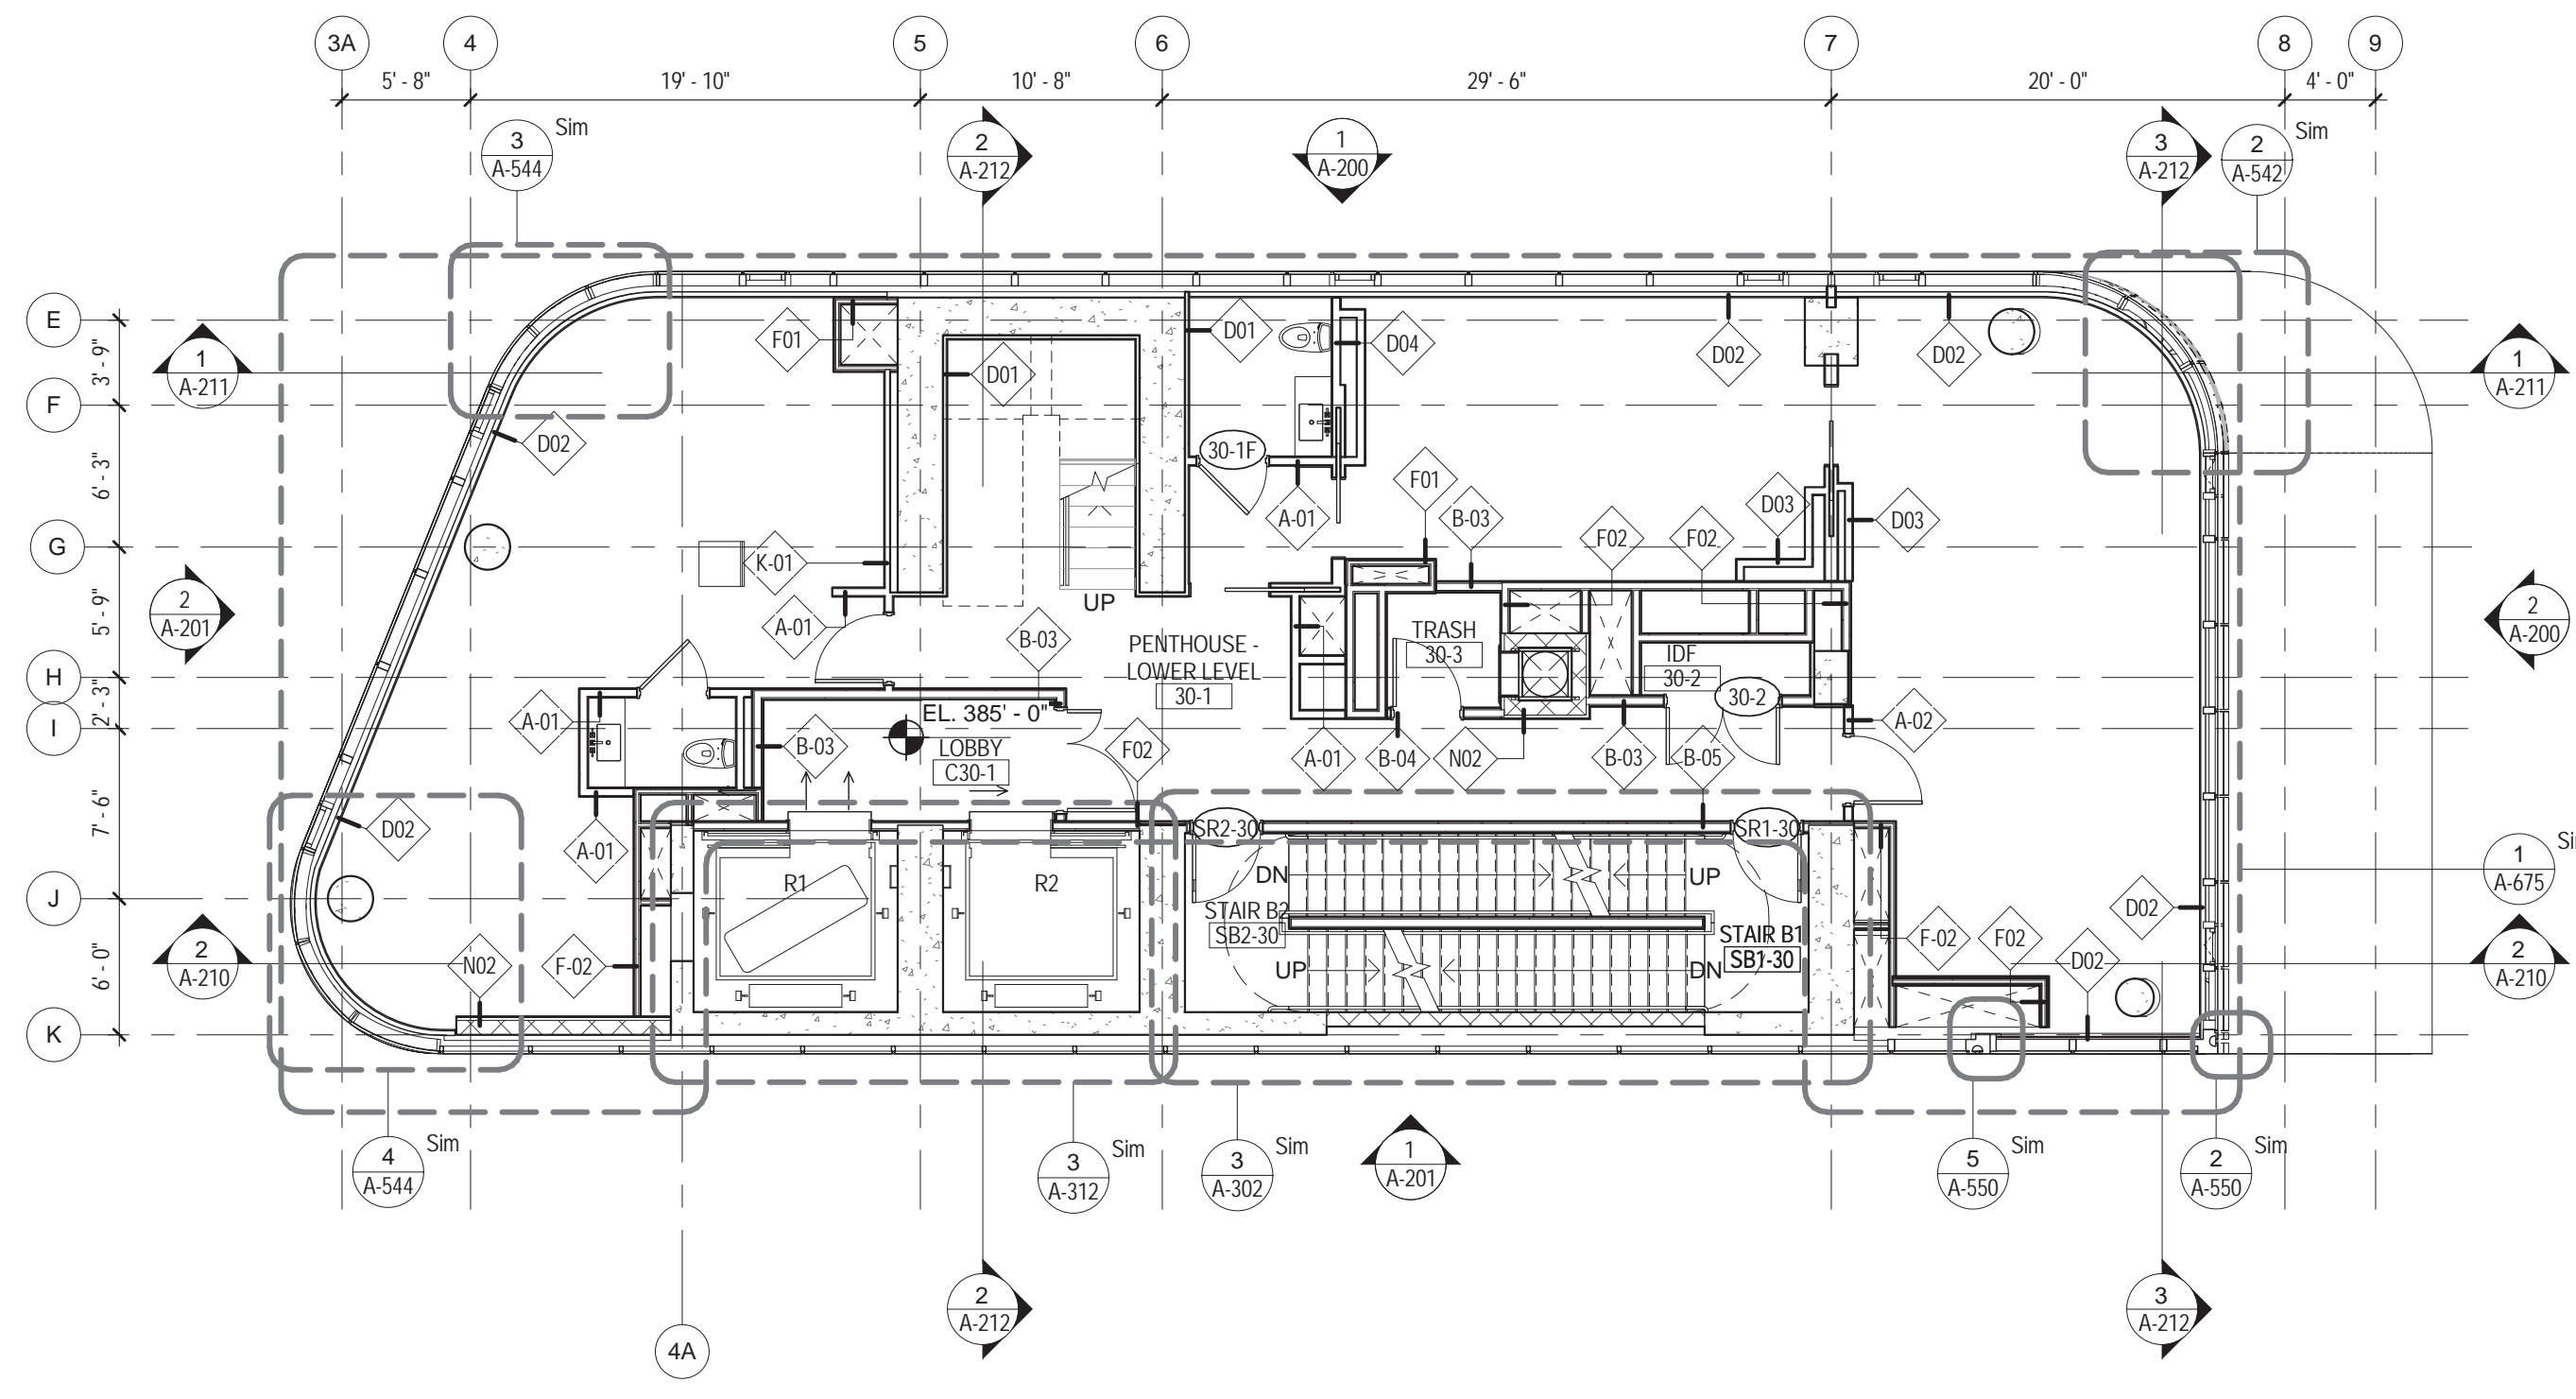 3A
4
5
6
7
8
9
5' - 8"
19' - 10"
10' - 8"
29' - 6"
20' - 0"
4' - 0"
3
A-544
Sim
2
A-212
1
A-200
3
A-212
2
A-542
Sim
E
F
G
H
I
J
K
3' - 9"
6' - 3"
5' - 9"
2' - 3"
7' - 6"
6' - 0"
1
A-211
2
A-201
2
A-210
1
A-211
2
A-200
1
A-675
2
A-210
F01
D01
D01
D04
D02
D02
D02
30-1F
A-01
F01
B-03
F02
F02
D03
D03
K-01
A-01
B-03
UP
PENTHOUSE -
LOWER LEVEL
30-1
TRASH
30-3
IDF
30-2
30-2
A-01
B-03
EL. 385' - 0"
LOBBY
C30-1
F02
A-01
B-04
N02
B-03
B-05
A-02
D02
A-01
R1
R2
SR2-30
SR1-30
DN
UP
STAIR B2
SB2-30
UP
STAIR B1
SB1-30
DN
D02
N02
F-02
F-02
F02
D02
4
A-544
Sim
3
A-312
Sim
3
A-302
Sim
1
A-201
5
A-550
Sim
2
A-550
Sim
2
A-212
3
A-212
4A